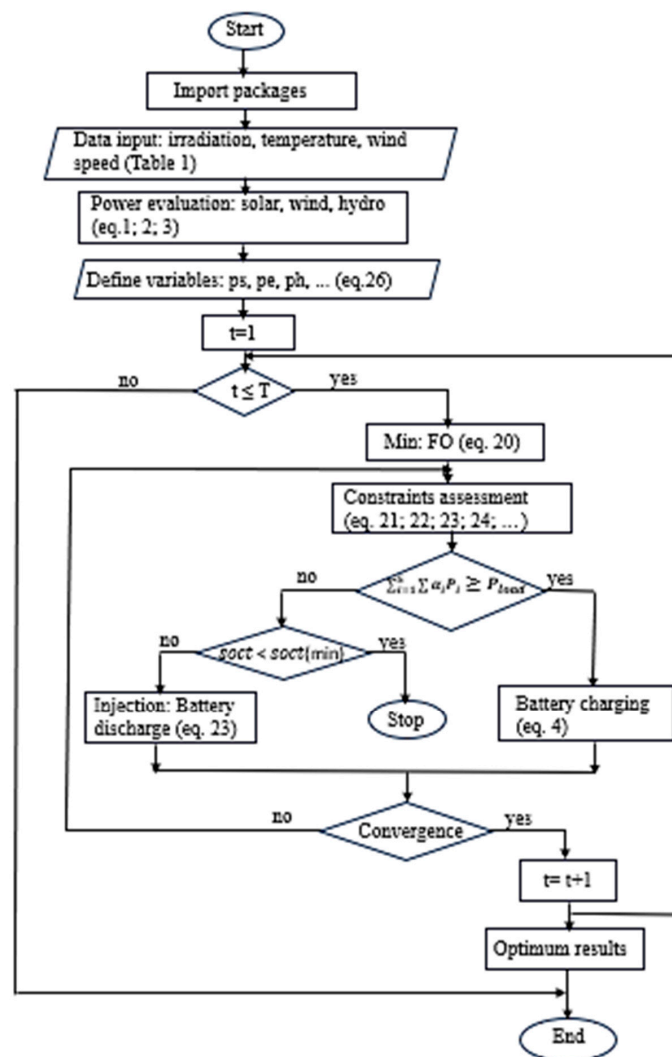 Start
Import packages
Data input: irradiation, temperature, wind
speed (Table 1)
Power evaluation: solar, wind, hydro
(eq.1; 2; 3)
Define variables: ps, pe, ph, ... (eq.26)
t=1
no
t ≤ T
yes
Min: FO (eq. 20)
Constraints assessment
(eq. 21; 22; 23; 24; ...)
no
∑ᵢ₌₁ ∑ αᵢPᵢ ≥ Pload
yes
no
soct < soct(min)
yes
Injection: Battery
discharge (eq. 23)
Stop
Battery charging
(eq. 4)
no
Convergence
yes
t= t+1
Optimum results
End